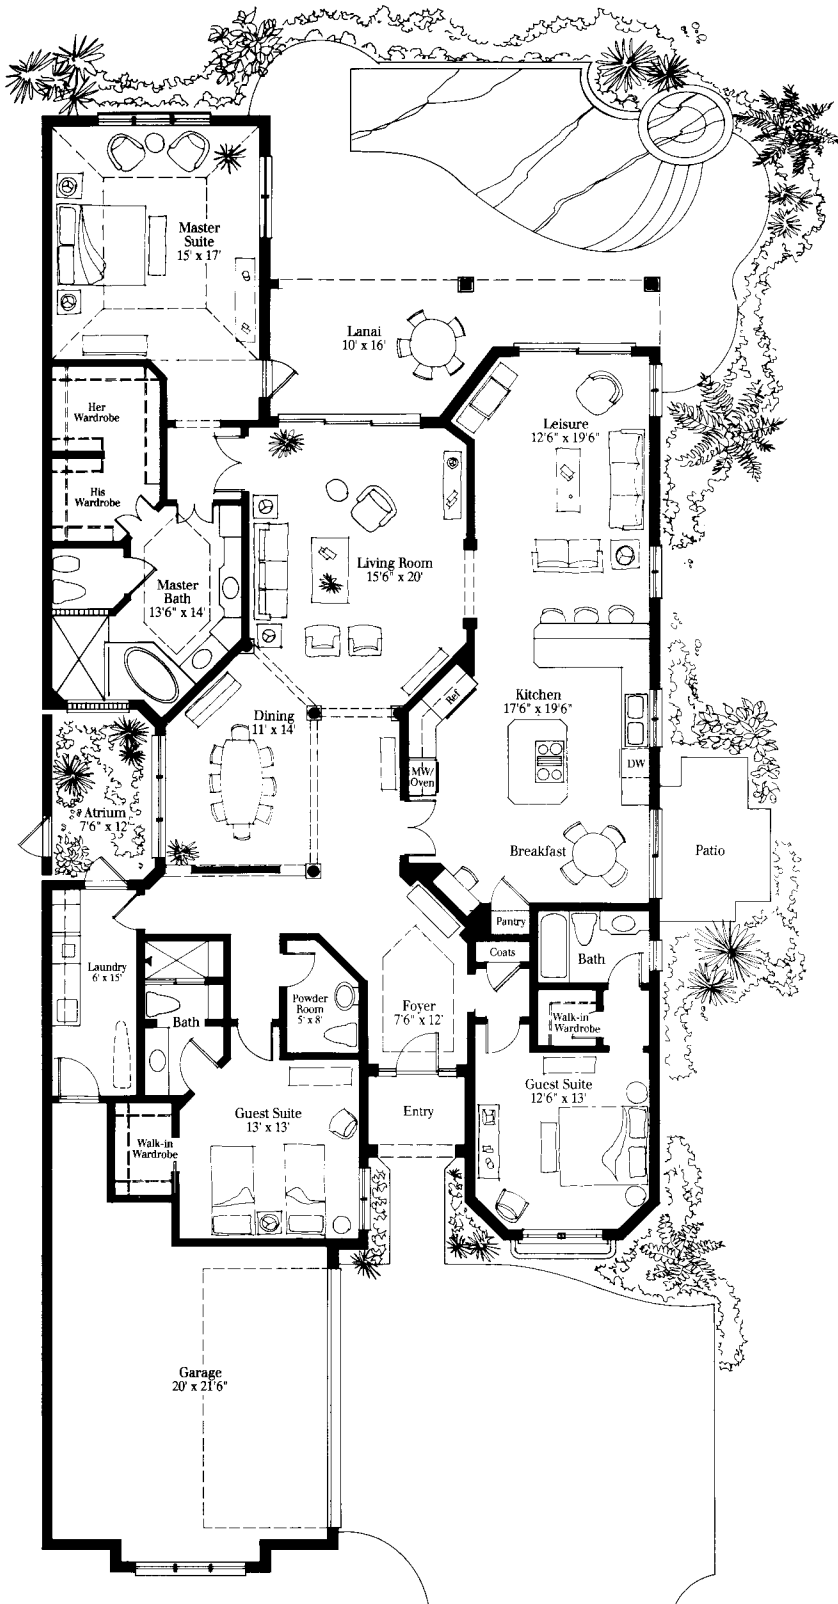 Master
Suite
15' x 17'
Lanai
10' x 16'
Her
Wardrobe
His
Wardrobe
Leisure
12'6" x 19'6"
Living Room
15'6" x 20'
Master
Bath
13'6" x 14'
Dining
11' x 14'
Ref
Kitchen
17'6" x 19'6"
MW/
Oven
DW
Atrium
7'6" x 12'
Breakfast
Patio
Pantry
Coats
Bath
Laundry
6' x 15'
Powder
Room
5' x 8'
Foyer
7'6" x 12'
Bath
Walk-in
Wardrobe
Guest Suite
12'6" x 13'
Entry
Guest Suite
13' x 13'
Walk-in
Wardrobe
Garage
20' x 21'6"